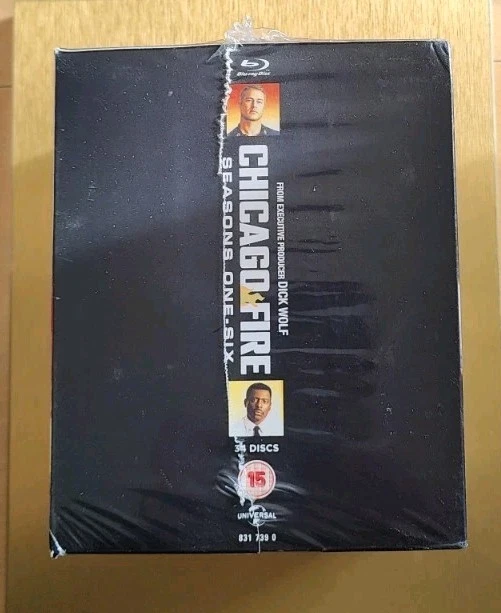 Blu-ray Disc
FROM EXECUTIVE PRODUCER DICK WOLF
CHICAGO FIRE
SEASONS ONE-SIX
34 DISCS
15
UNIVERSAL
831 739 0